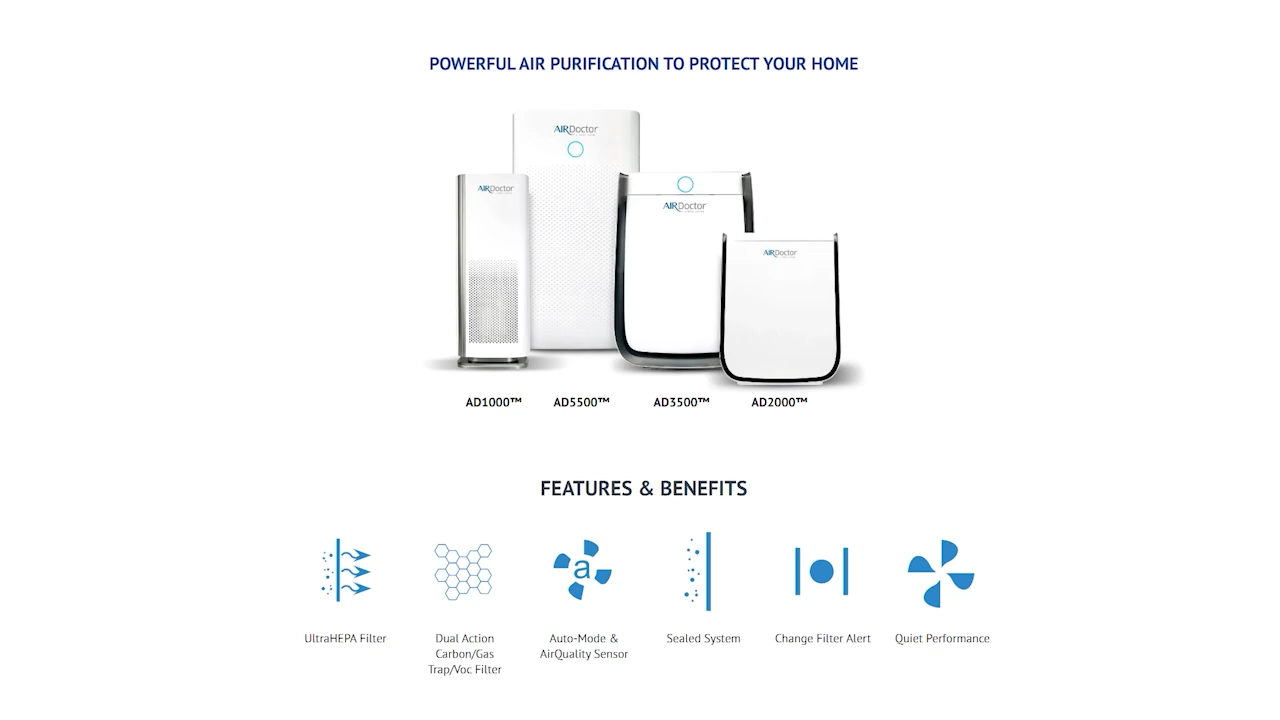 POWERFUL AIR PURIFICATION TO PROTECT YOUR HOME
AIRDoctor
AIRDoctor
AIRDoctor
AIRDoctor
AD1000™ AD5500™ AD3500™ AD2000™
FEATURES & BENEFITS
a
UltraHEPA Filter
Dual Action
Carbon/Gas
Trap/Voc Filter
Auto-Mode &
AirQuality Sensor
Sealed System
Change Filter Alert
Quiet Performance